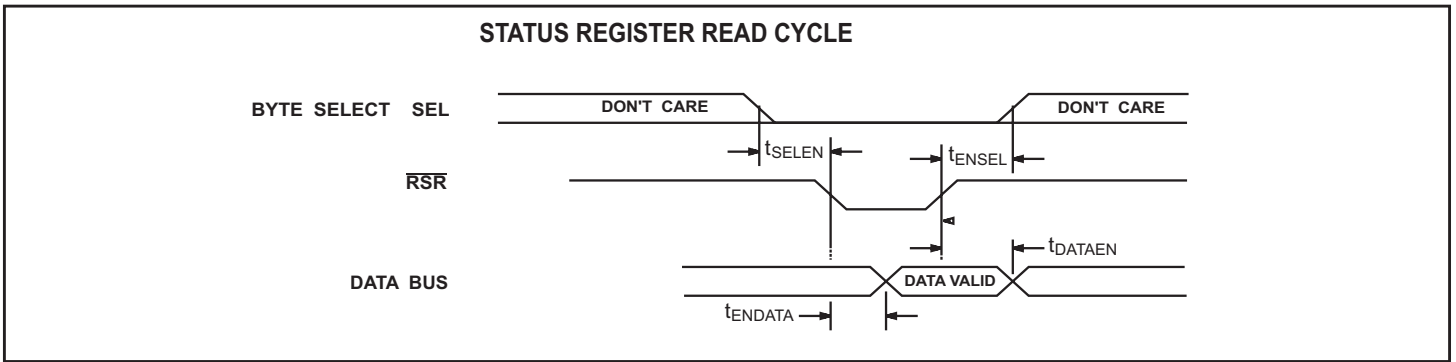 STATUS REGISTER READ CYCLE
BYTE SELECT SEL DON'T CARE DON'T CARE
tSELEN tENSEL
RSR
tDATAEN
DATA BUS DATA VALID
tENDATA